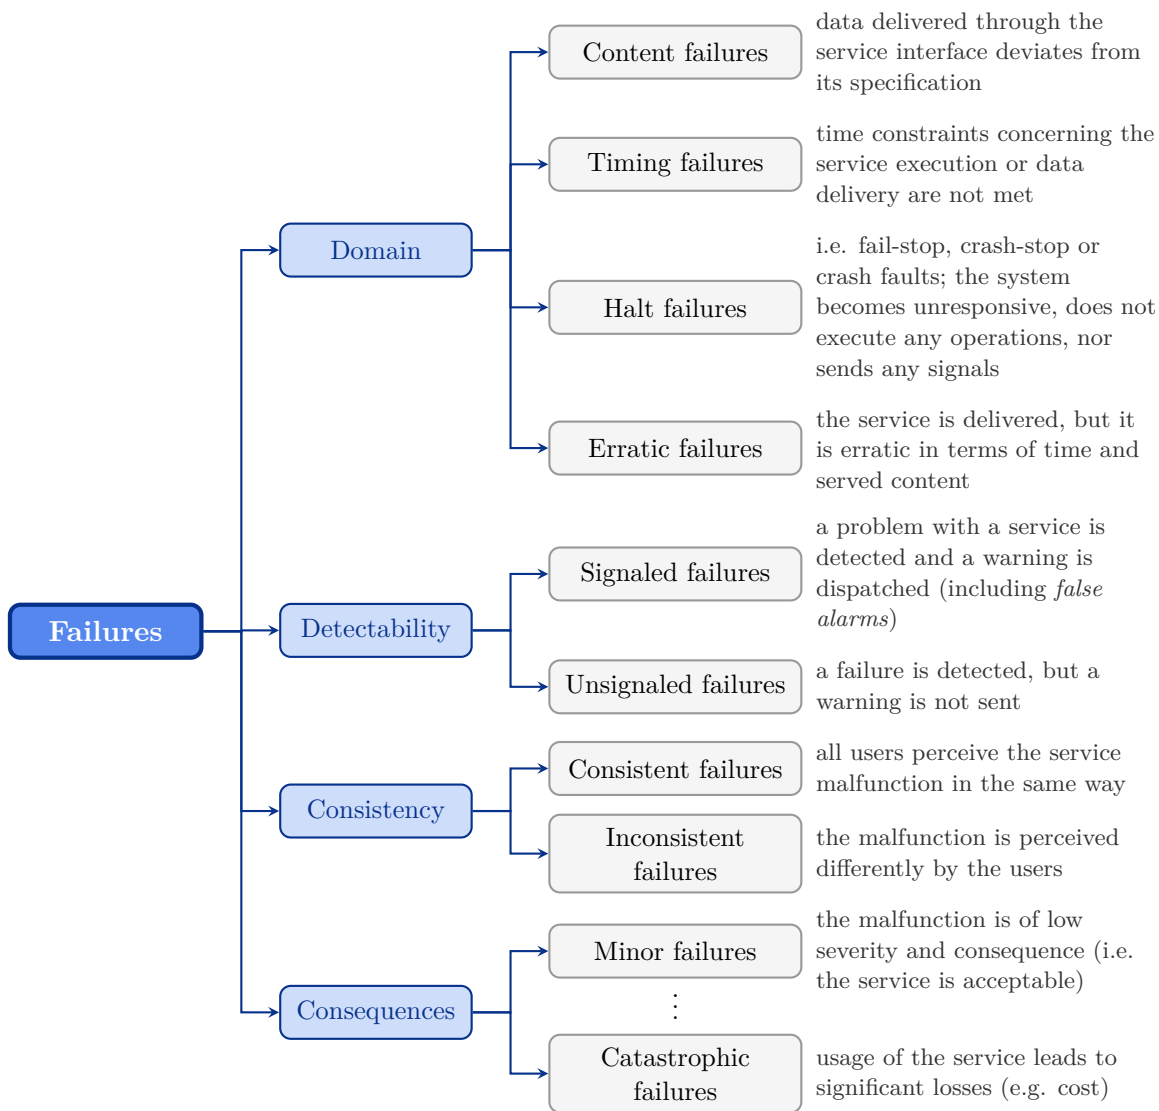 Failures
Domain
Content failures
data delivered through the
service interface deviates from
its specification
Timing failures
time constraints concerning the
service execution or data
delivery are not met
Halt failures
i.e. fail-stop, crash-stop or
crash faults; the system
becomes unresponsive, does not
execute any operations, nor
sends any signals
Erratic failures
the service is delivered, but it
is erratic in terms of time and
served content
Detectability
Signaled failures
a problem with a service is
detected and a warning is
dispatched (including false
alarms)
Unsignaled failures
a failure is detected, but a
warning is not sent
Consistency
Consistent failures
all users perceive the service
malfunction in the same way
Inconsistent
failures
the malfunction is perceived
differently by the users
Consequences
Minor failures
the malfunction is of low
severity and consequence (i.e.
the service is acceptable)
⋮
Catastrophic
failures
usage of the service leads to
significant losses (e.g. cost)